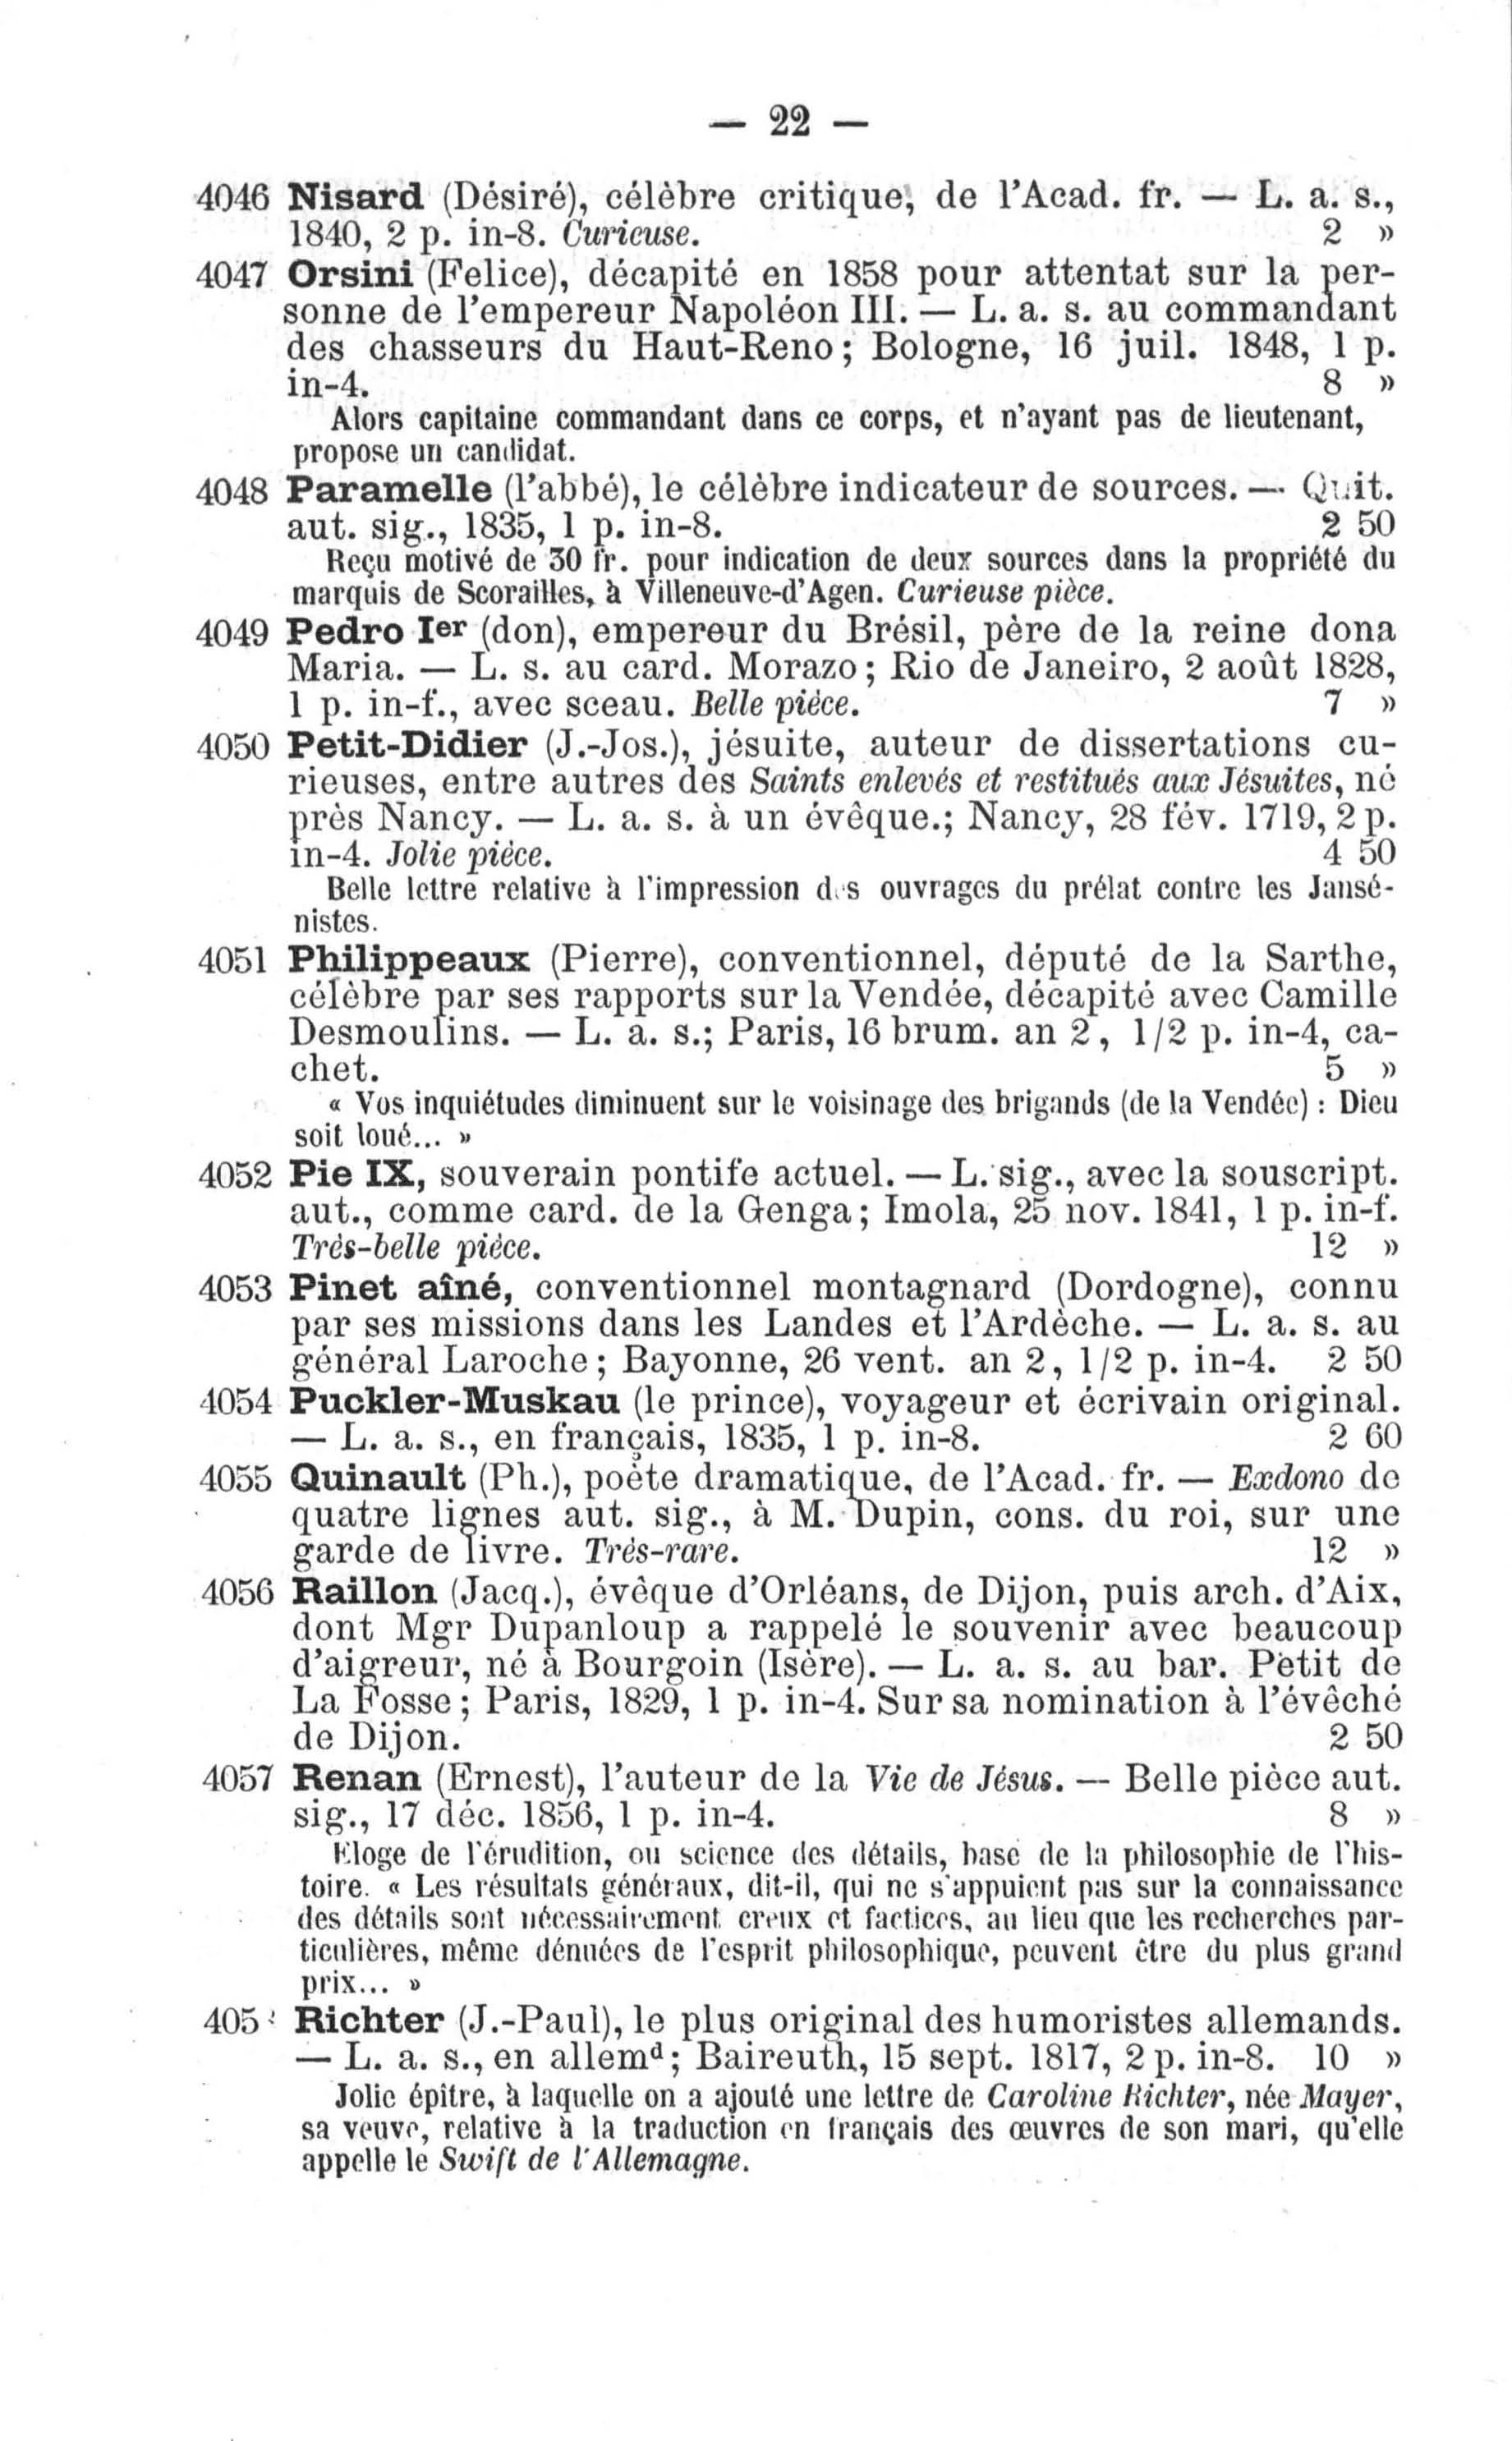 — 22 —
4046 Nisard (Désiré), célèbre critique, de l'Acad. fr. — L. a. s.,
1840, 2 p. in-8. Curieuse. 2 »
4047 Orsini (Felice), décapité en 1858 pour attentat sur la per-
sonne de l'empereur Napoléon III. — L. a. s. au commandant
des chasseurs du Haut-Reno; Bologne, 16 juil. 1848, 1 p.
in-4. 8 »
Alors capitaine commandant dans ce corps, et n'ayant pas de lieutenant,
propose un candidat.
4048 Paramelle (l'abbé), le célèbre indicateur de sources. — Quit.
aut. sig., 1835, 1 p. in-8. 2 50
Reçu motivé de 30 fr. pour indication de deux sources dans la propriété du
marquis de Scorailles, à Villeneuve-d'Agen. Curieuse pièce.
4049 Pedro Ier (don), empereur du Brésil, père de la reine dona
Maria. — L. s. au card. Morazo; Rio de Janeiro, 2 août 1828,
1 p. in-f., avec sceau. Belle pièce. 7 »
4050 Petit-Didier (J.-Jos.), jésuite, auteur de dissertations cu-
rieuses, entre autres des Saints enlevés et restitués aux Jésuites, né
près Nancy. — L. a. s. à un évêque.; Nancy, 28 fév. 1719, 2 p.
in-4. Jolie pièce. 4 50
Belle lettre relative à l'impression des ouvrages du prélat contre les Jansé-
nistes.
4051 Philippeaux (Pierre), conventionnel, député de la Sarthe,
célèbre par ses rapports sur la Vendée, décapité avec Camille
Desmoulins. — L. a. s.; Paris, 16 brum. an 2, 1/2 p. in-4, ca-
chet. 5 »
« Vos inquiétudes diminuent sur le voisinage des brigands (de la Vendée) : Dieu
soit loué... »
4052 Pie IX, souverain pontife actuel. — L. sig., avec la souscript.
aut., comme card. de la Genga; Imola, 25 nov. 1841, 1 p. in-f.
Très-belle pièce. 12 »
4053 Pinet aîné, conventionnel montagnard (Dordogne), connu
par ses missions dans les Landes et l'Ardèche. — L. a. s. au
général Laroche; Bayonne, 26 vent. an 2, 1/2 p. in-4. 2 50
4054 Puckler-Muskau (le prince), voyageur et écrivain original.
— L. a. s., en français, 1835, 1 p. in-8. 2 60
4055 Quinault (Ph.), poète dramatique, de l'Acad. fr. — Exdono de
quatre lignes aut. sig., à M. Dupin, cons. du roi, sur une
garde de livre. Très-rare. 12 »
4056 Raillon (Jacq.), évêque d'Orléans, de Dijon, puis arch. d'Aix,
dont Mgr Dupanloup a rappelé le souvenir avec beaucoup
d'aigreur, né à Bourgoin (Isère). — L. a. s. au bar. Petit de
La Fosse; Paris, 1829, 1 p. in-4. Sur sa nomination à l'évêché
de Dijon. 2 50
4057 Renan (Ernest), l'auteur de la Vie de Jésus. — Belle pièce aut.
sig., 17 déc. 1856, 1 p. in-4. 8 »
Eloge de l'érudition, ou science des détails, base de la philosophie de l'his-
toire. « Les résultats généraux, dit-il, qui ne s'appuient pas sur la connaissance
des détails sont nécessairement creux et factices, au lieu que les recherches par-
ticulières, même dénuées de l'esprit philosophique, peuvent être du plus grand
prix... »
405 Richter (J.-Paul), le plus original des humoristes allemands.
— L. a. s., en allemd; Baireuth, 15 sept. 1817, 2 p. in-8. 10 »
Jolie épître, à laquelle on a ajouté une lettre de Caroline Richter, née Mayer,
sa veuve, relative à la traduction en français des œuvres de son mari, qu'elle
appelle le Swift de l'Allemagne.